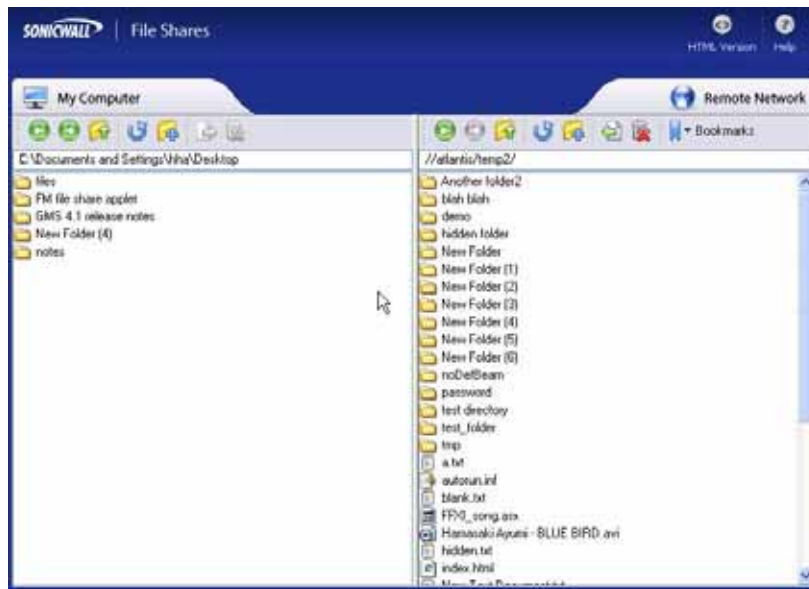 SONICWALL
File Shares
HTML Version
Help
My Computer
Remote Network
Bookmarks
E:\Documents and Settings\hha\Desktop
files
FM file share applet
GMS 4.1 release notes
New Folder (4)
notes
//atlantis/temp2/
Another folder2
blah blah
demo
hidden folder
New Folder
New Folder (1)
New Folder (2)
New Folder (3)
New Folder (4)
New Folder (5)
New Folder (6)
noDefBeam
password
test directory
test_folder
tmp
a.txt
autorun.inf
blank.txt
FFXI_song.asx
Hamasaki Ayumi - BLUE BIRD.avi
hidden.txt
index.html
New Text Document.txt